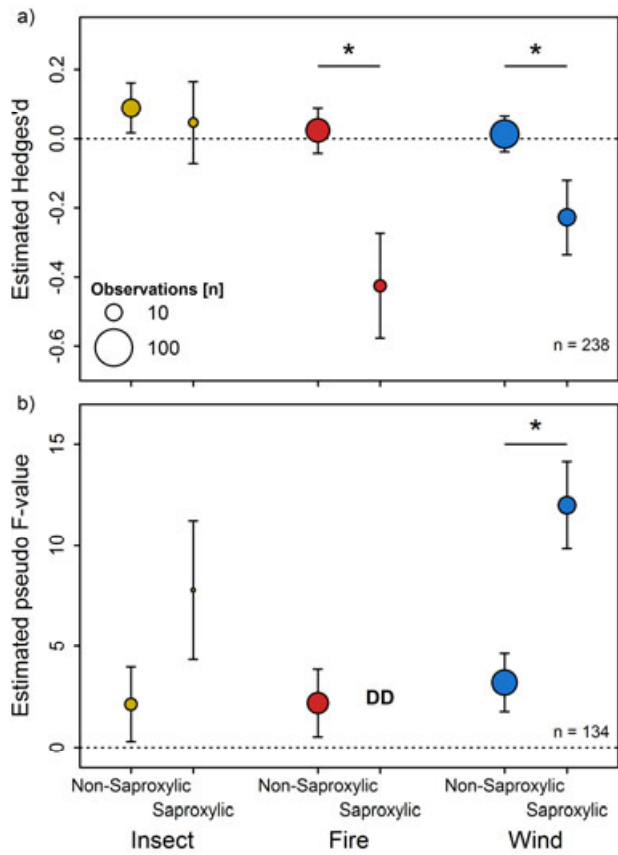 a)
*
*
Estimated Hedges'd
0.2
0.0
-0.2
-0.4
-0.6
Observations [n]
10
100
n = 238
b)
*
Estimated pseudo F-value
15
10
5
0
DD
n = 134
Non-Saproxylic Non-Saproxylic Non-Saproxylic
Saproxylic Saproxylic Saproxylic
Insect Fire Wind